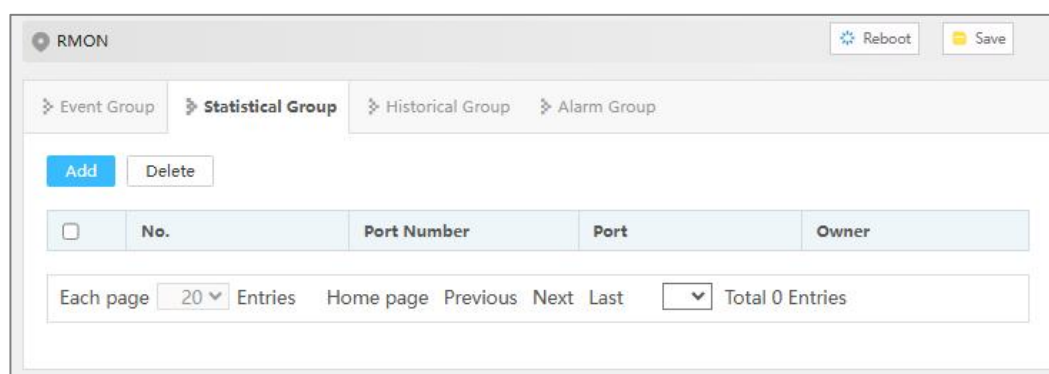 RMON Reboot Save
Event Group Statistical Group Historical Group Alarm Group
Add Delete
No. Port Number Port Owner
Each page 20 Entries Home page Previous Next Last Total 0 Entries